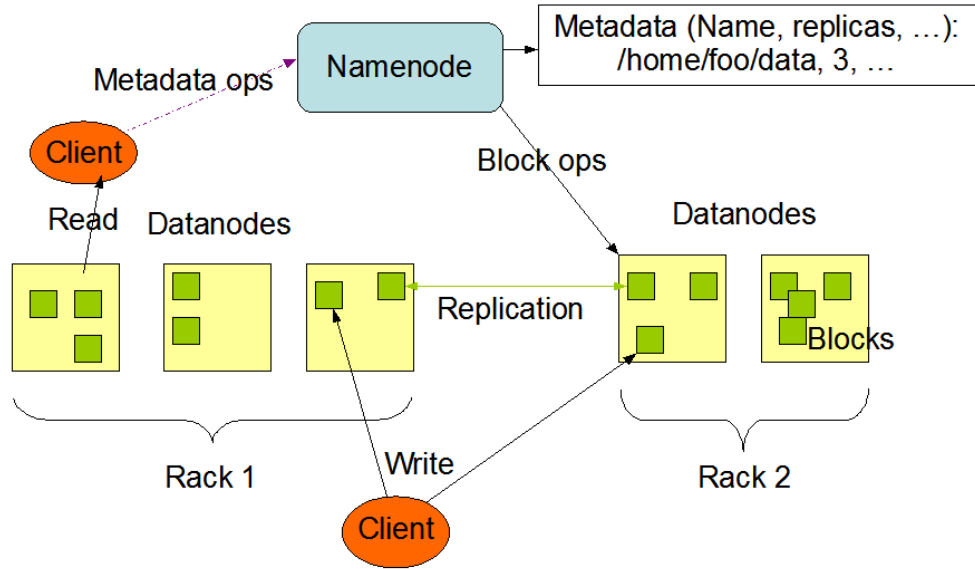 Metadata (Name, replicas, …):
/home/foo/data, 3, …
Namenode
Metadata ops
Client
Block ops
Read
Datanodes
Datanodes
Replication
Blocks
Rack 1
Write
Rack 2
Client